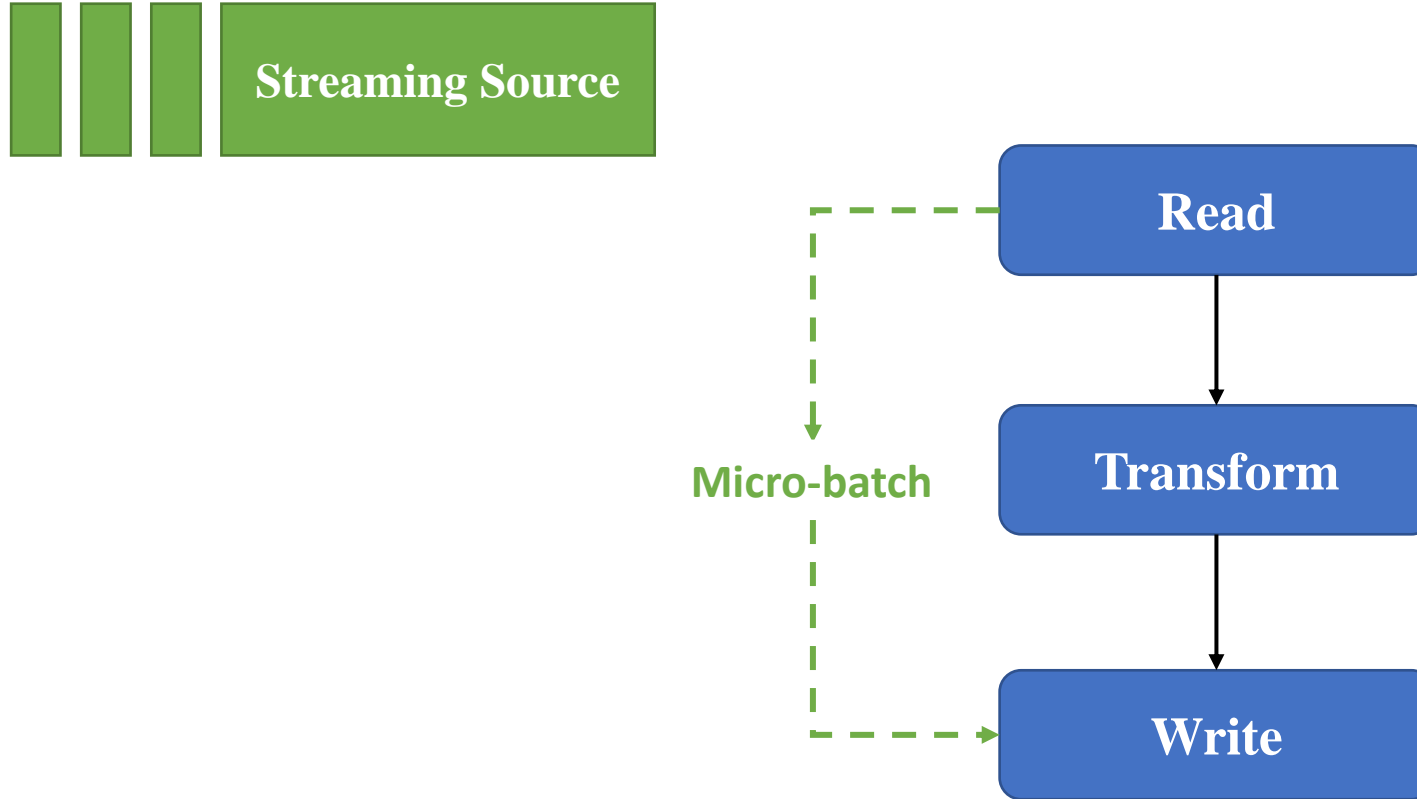 Streaming Source
Read
Micro-batch
Transform
Write